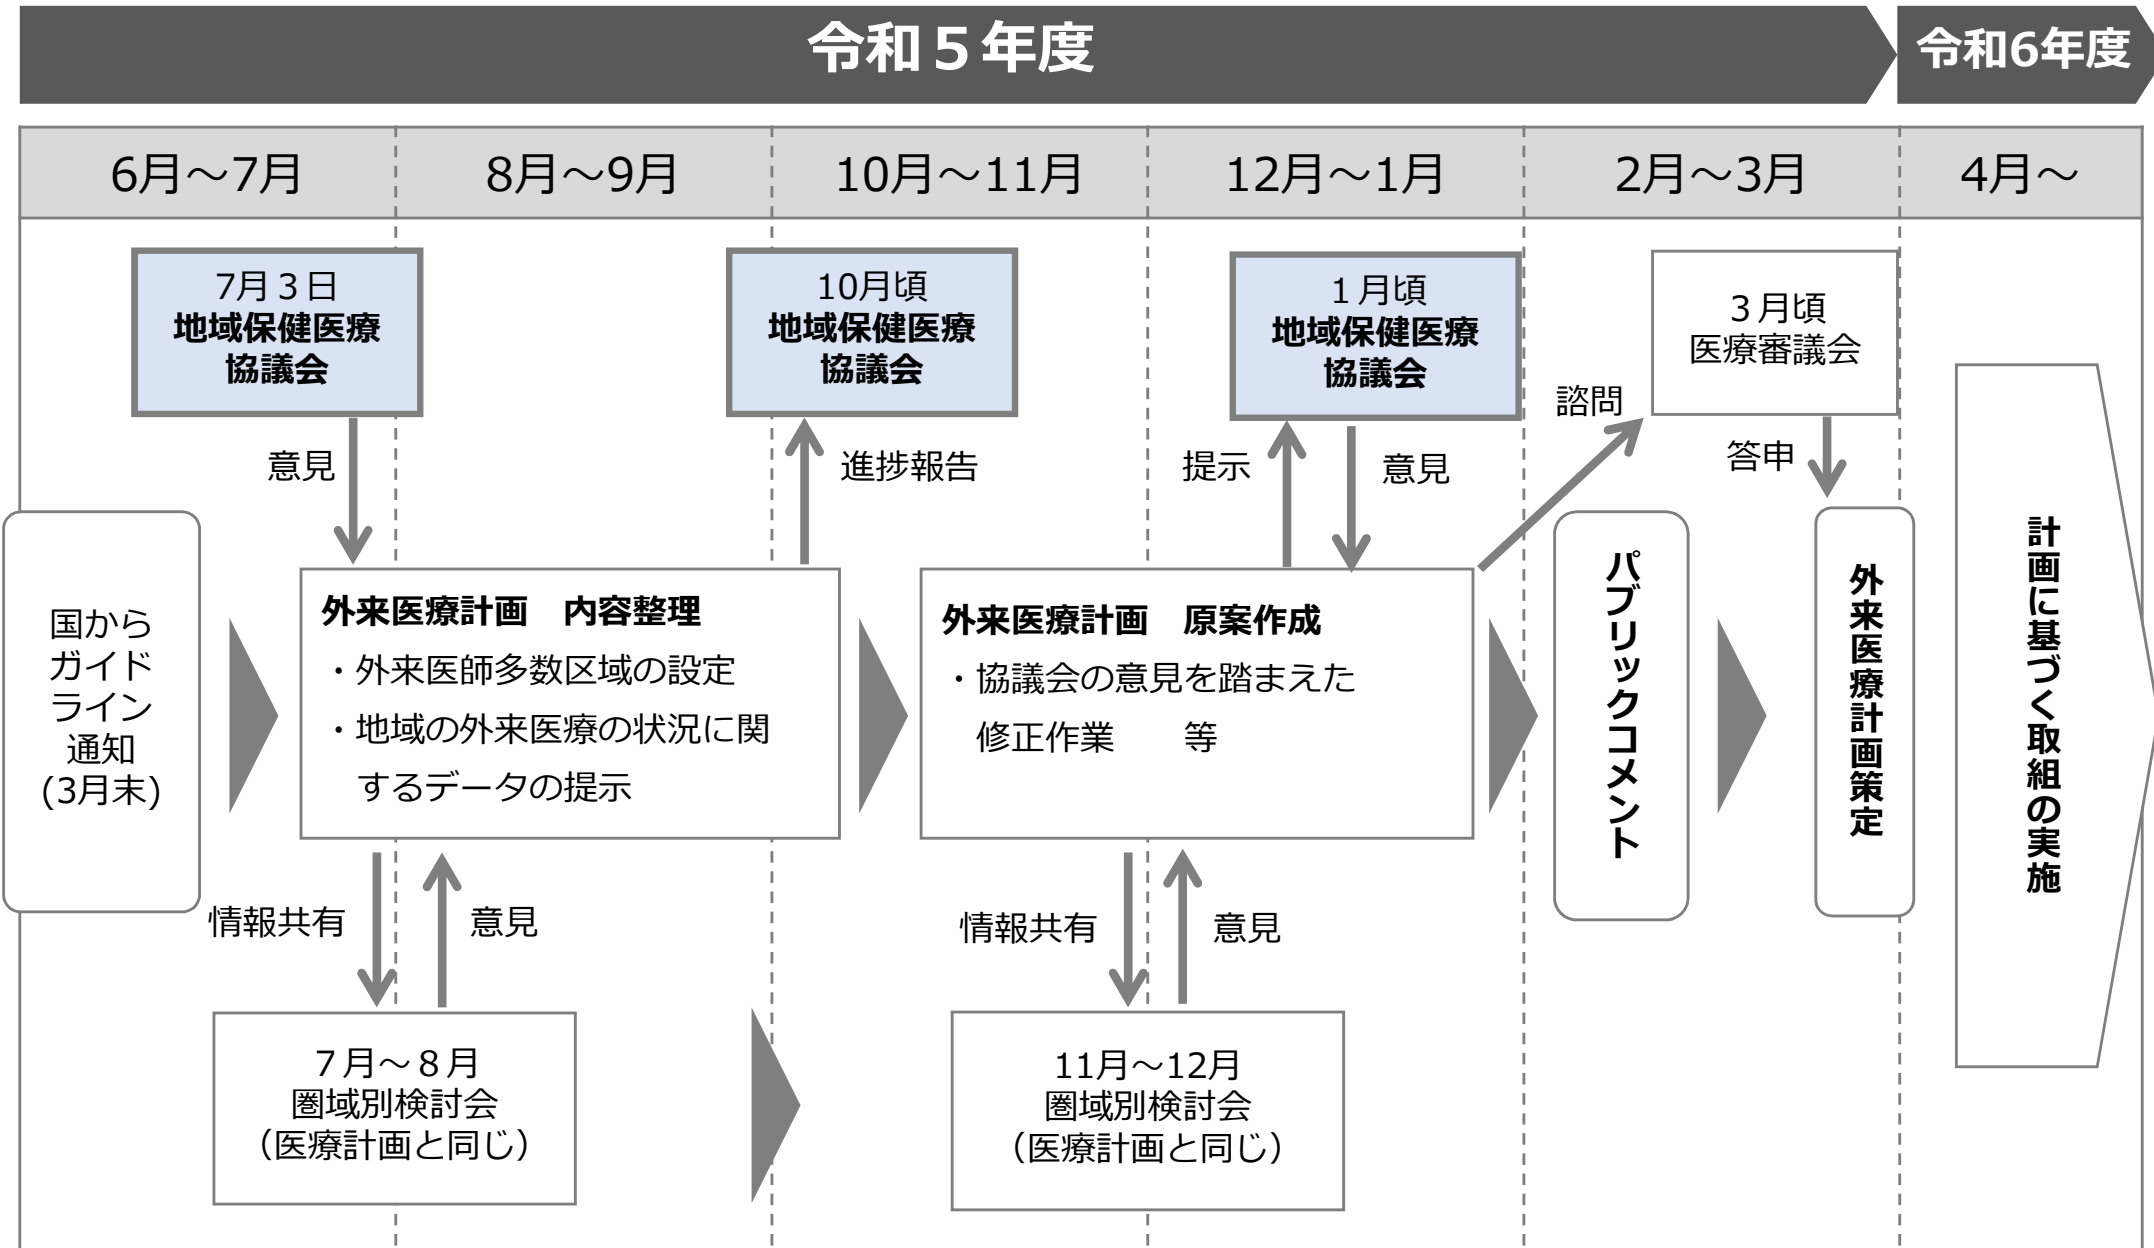 令和５年度
令和6年度
6月～7月
8月～9月
10月～11月
12月～1月
2月～3月
4月～
7月３日
地域保健医療
協議会
10月頃
地域保健医療
協議会
１月頃
地域保健医療
協議会
３月頃
医療審議会
意見
進捗報告
提示
意見
諮問
答申
国から
ガイド
ライン
通知
(3月末)
外来医療計画　内容整理
・外来医師多数区域の設定
・地域の外来医療の状況に関
するデータの提示
外来医療計画　原案作成
・協議会の意見を踏まえた
修正作業　　等
パブリックコメント
外来医療計画策定
計画に基づく取組の実施
情報共有
意見
情報共有
意見
７月～８月
圏域別検討会
（医療計画と同じ）
11月～12月
圏域別検討会
（医療計画と同じ）